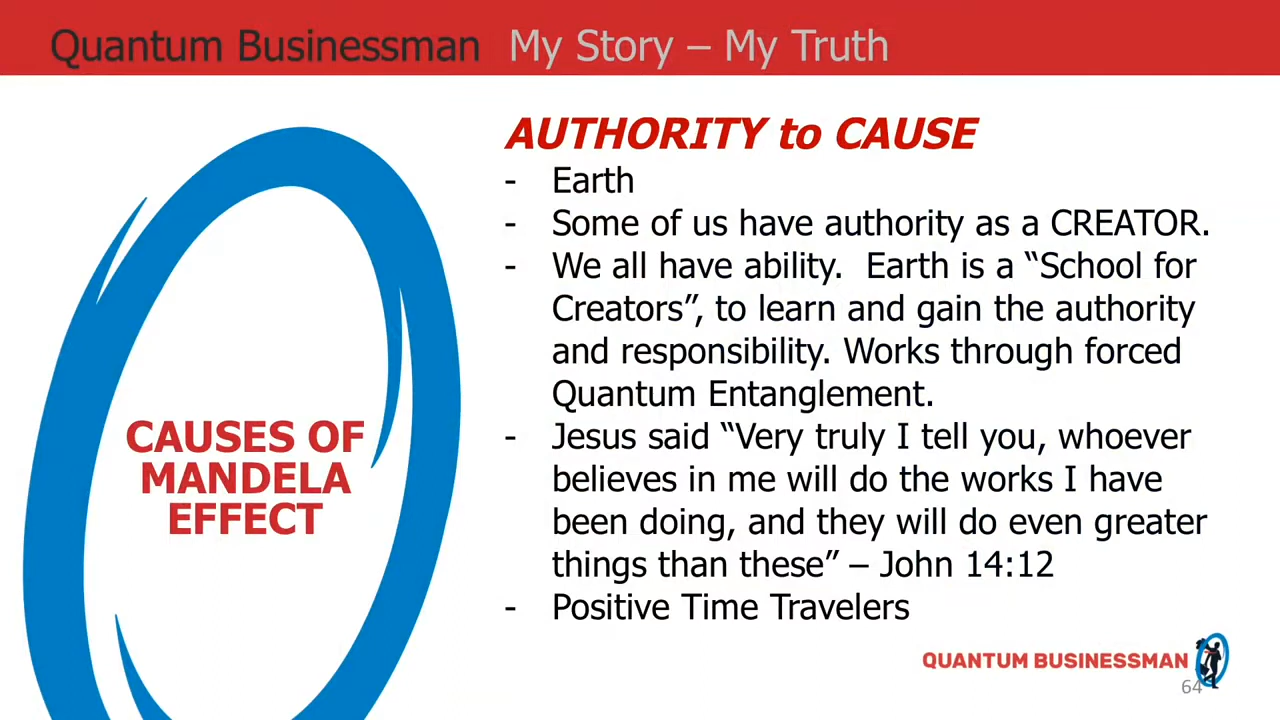 Quantum Businessman My Story – My Truth
AUTHORITY to CAUSE
- Earth
- Some of us have authority as a CREATOR.
- We all have ability. Earth is a “School for
Creators”, to learn and gain the authority
and responsibility. Works through forced
Quantum Entanglement.
- Jesus said “Very truly I tell you, whoever
believes in me will do the works I have
been doing, and they will do even greater
things than these” – John 14:12
- Positive Time Travelers
CAUSES OF
MANDELA
EFFECT
QUANTUM BUSINESSMAN
64